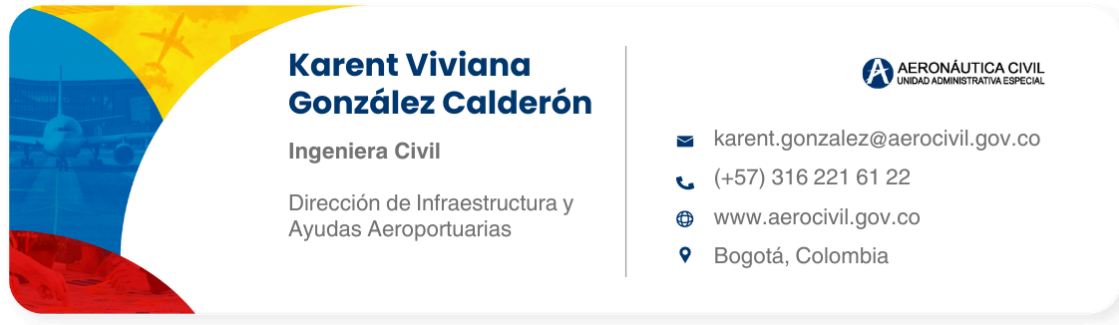 Karent Viviana
González Calderón
Ingeniera Civil
Dirección de Infraestructura y
Ayudas Aeroportuarias
AERONÁUTICA CIVIL
UNIDAD ADMINISTRATIVA ESPECIAL
karent.gonzalez@aerocivil.gov.co
(+57) 316 221 61 22
www.aerocivil.gov.co
Bogotá, Colombia